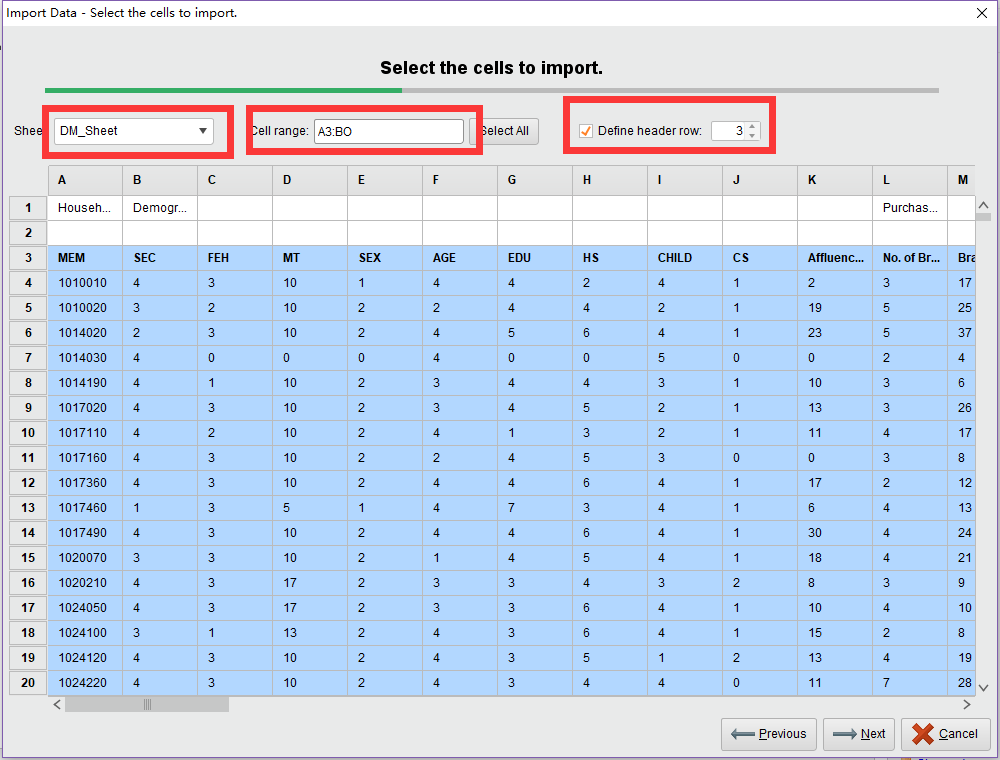 Import Data - Select the cells to import.
Select the cells to import.
Shee DM_Sheet Cell range: A3:BO Select All Define header row: 3
A B C D E F G H I J K L M
1 Househ... Demogr... Purchas...
2
3 MEM SEC FEH MT SEX AGE EDU HS CHILD CS Affluenc... No. of Br... Bra
4 1010010 4 3 10 1 4 4 2 4 1 2 3 17
5 1010020 3 2 10 2 2 4 4 2 1 19 5 25
6 1014020 2 3 10 2 4 5 6 4 1 23 5 37
7 1014030 4 0 0 0 4 0 0 5 0 0 2 4
8 1014190 4 1 10 2 3 4 4 3 1 10 3 6
9 1017020 4 3 10 2 3 4 5 2 1 13 3 26
10 1017110 4 2 10 2 4 1 3 2 1 11 4 17
11 1017160 4 3 10 2 2 4 5 3 0 0 3 8
12 1017360 4 3 10 2 4 4 6 4 1 17 2 12
13 1017460 1 3 5 1 4 7 3 4 1 6 4 13
14 1017490 4 3 10 2 4 4 6 4 1 30 4 24
15 1020070 3 3 10 2 1 4 5 4 1 18 4 21
16 1020210 4 3 17 2 3 3 4 3 2 8 3 9
17 1024050 4 3 17 2 3 3 6 4 1 10 4 10
18 1024100 3 1 13 2 4 3 6 4 1 15 2 8
19 1024120 4 3 10 2 4 3 5 1 2 13 4 19
20 1024220 4 3 10 2 4 3 4 4 0 11 7 28
Previous Next Cancel